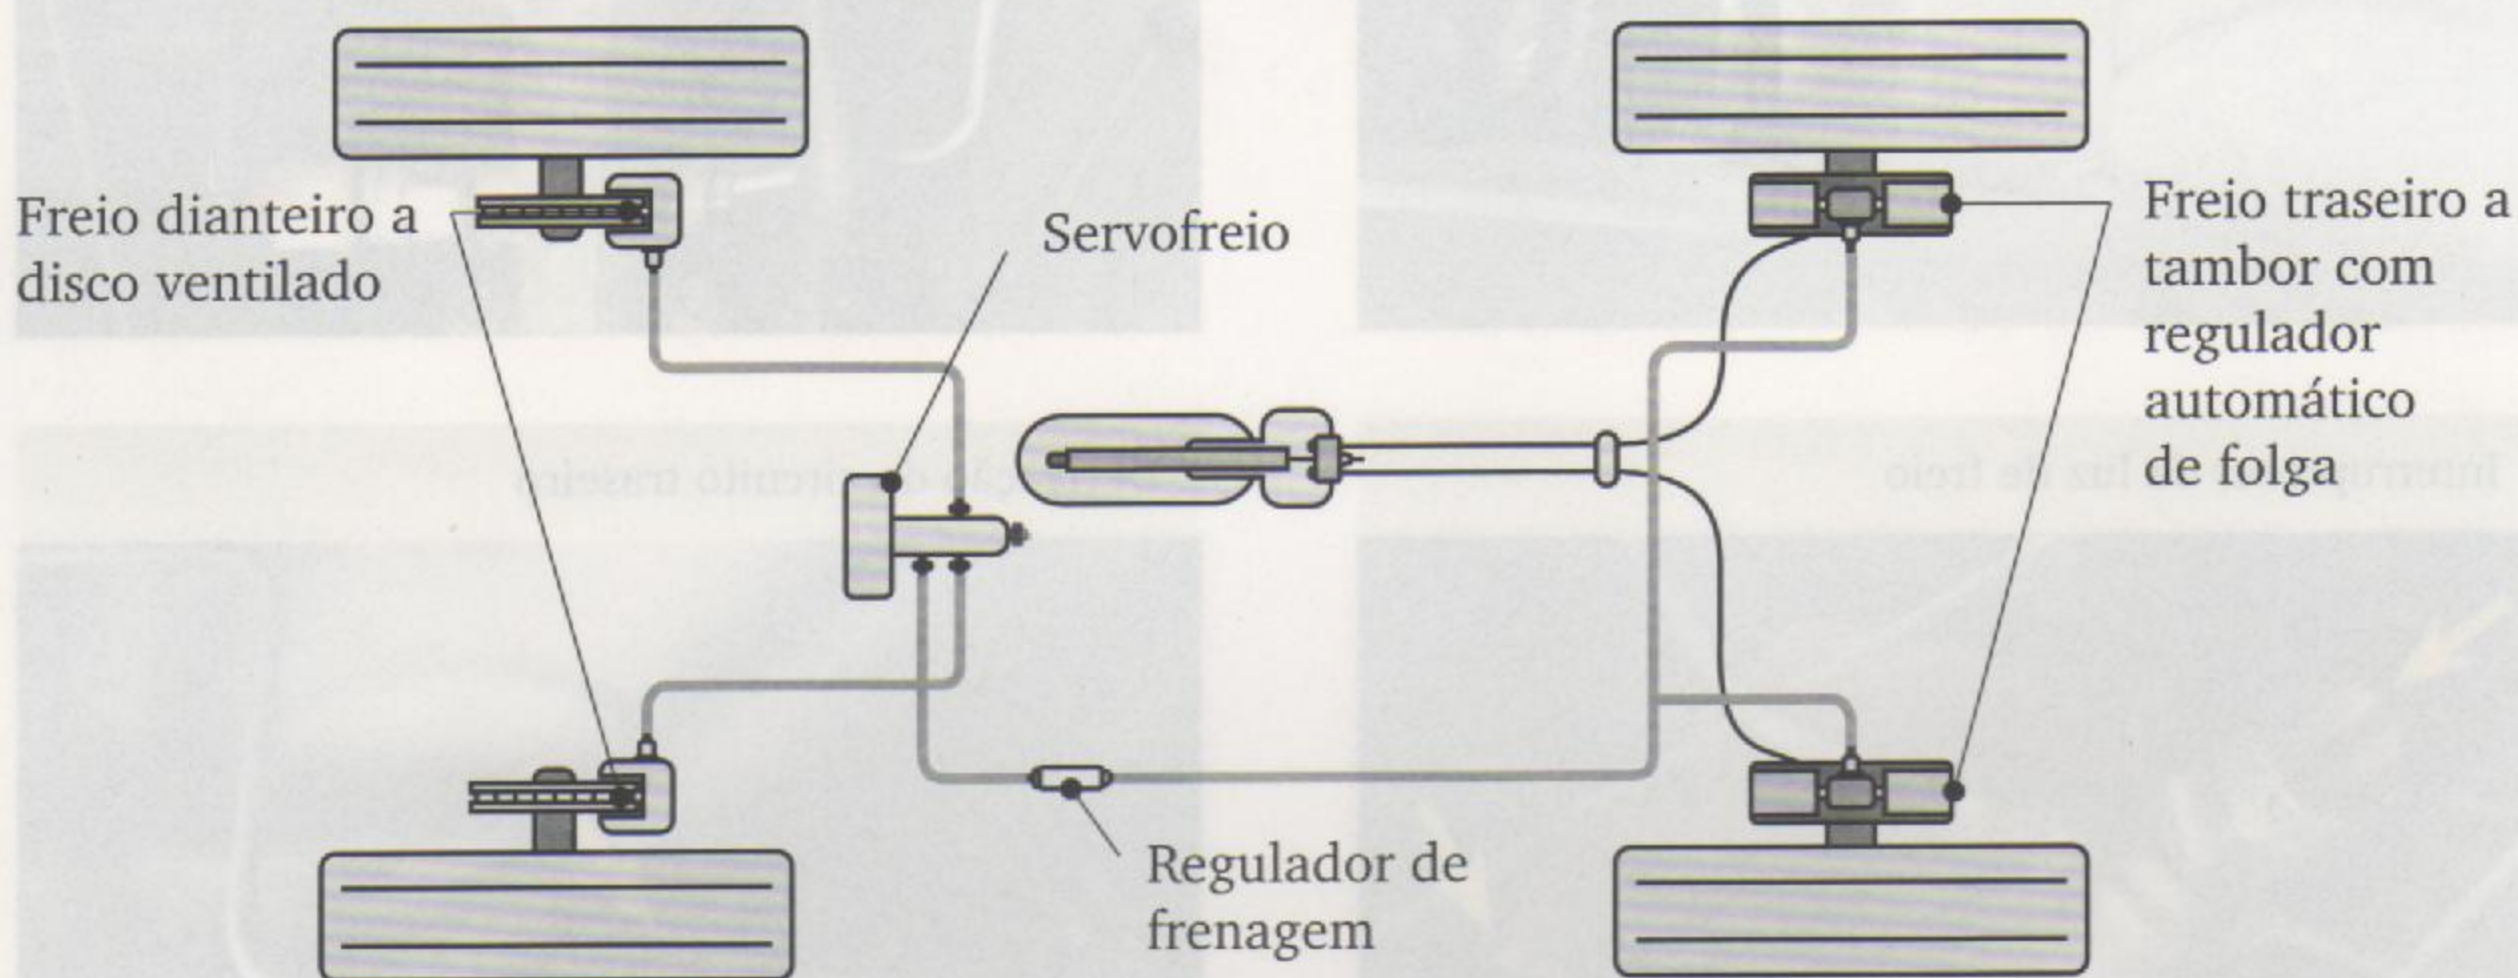 Freio dianteiro a
disco ventilado
Servofreio
Freio traseiro a
tambor com
regulador
automático
de folga
Regulador de
frenagem